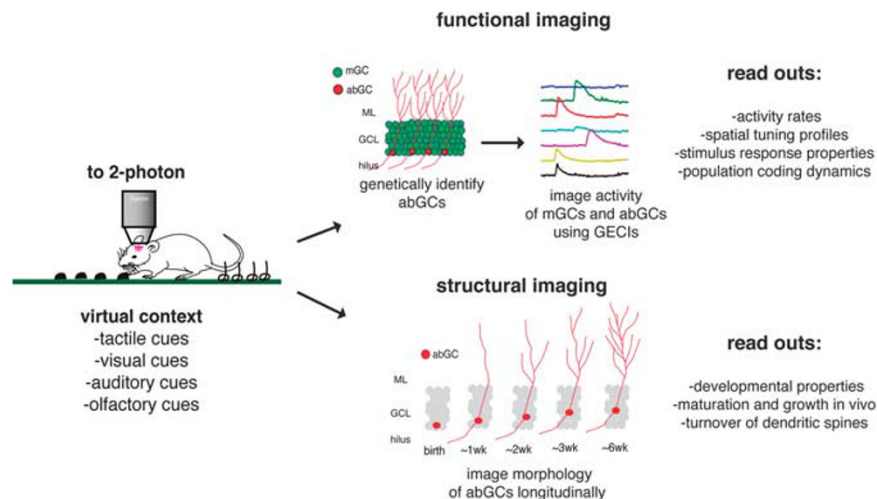 functional imaging
mGC
abGC
ML
GCL
hilus
genetically identify
abGCs
image activity
of mGCs and abGCs
using GECIs
read outs:
-activity rates
-spatial tuning profiles
-stimulus response properties
-population coding dynamics
to 2-photon
virtual context
-tactile cues
-visual cues
-auditory cues
-olfactory cues
structural imaging
abGC
ML
GCL
hilus
birth ~1wk ~2wk ~3wk ~6wk
image morphology
of abGCs longitudinally
read outs:
-developmental properties
-maturation and growth in vivo
-turnover of dendritic spines